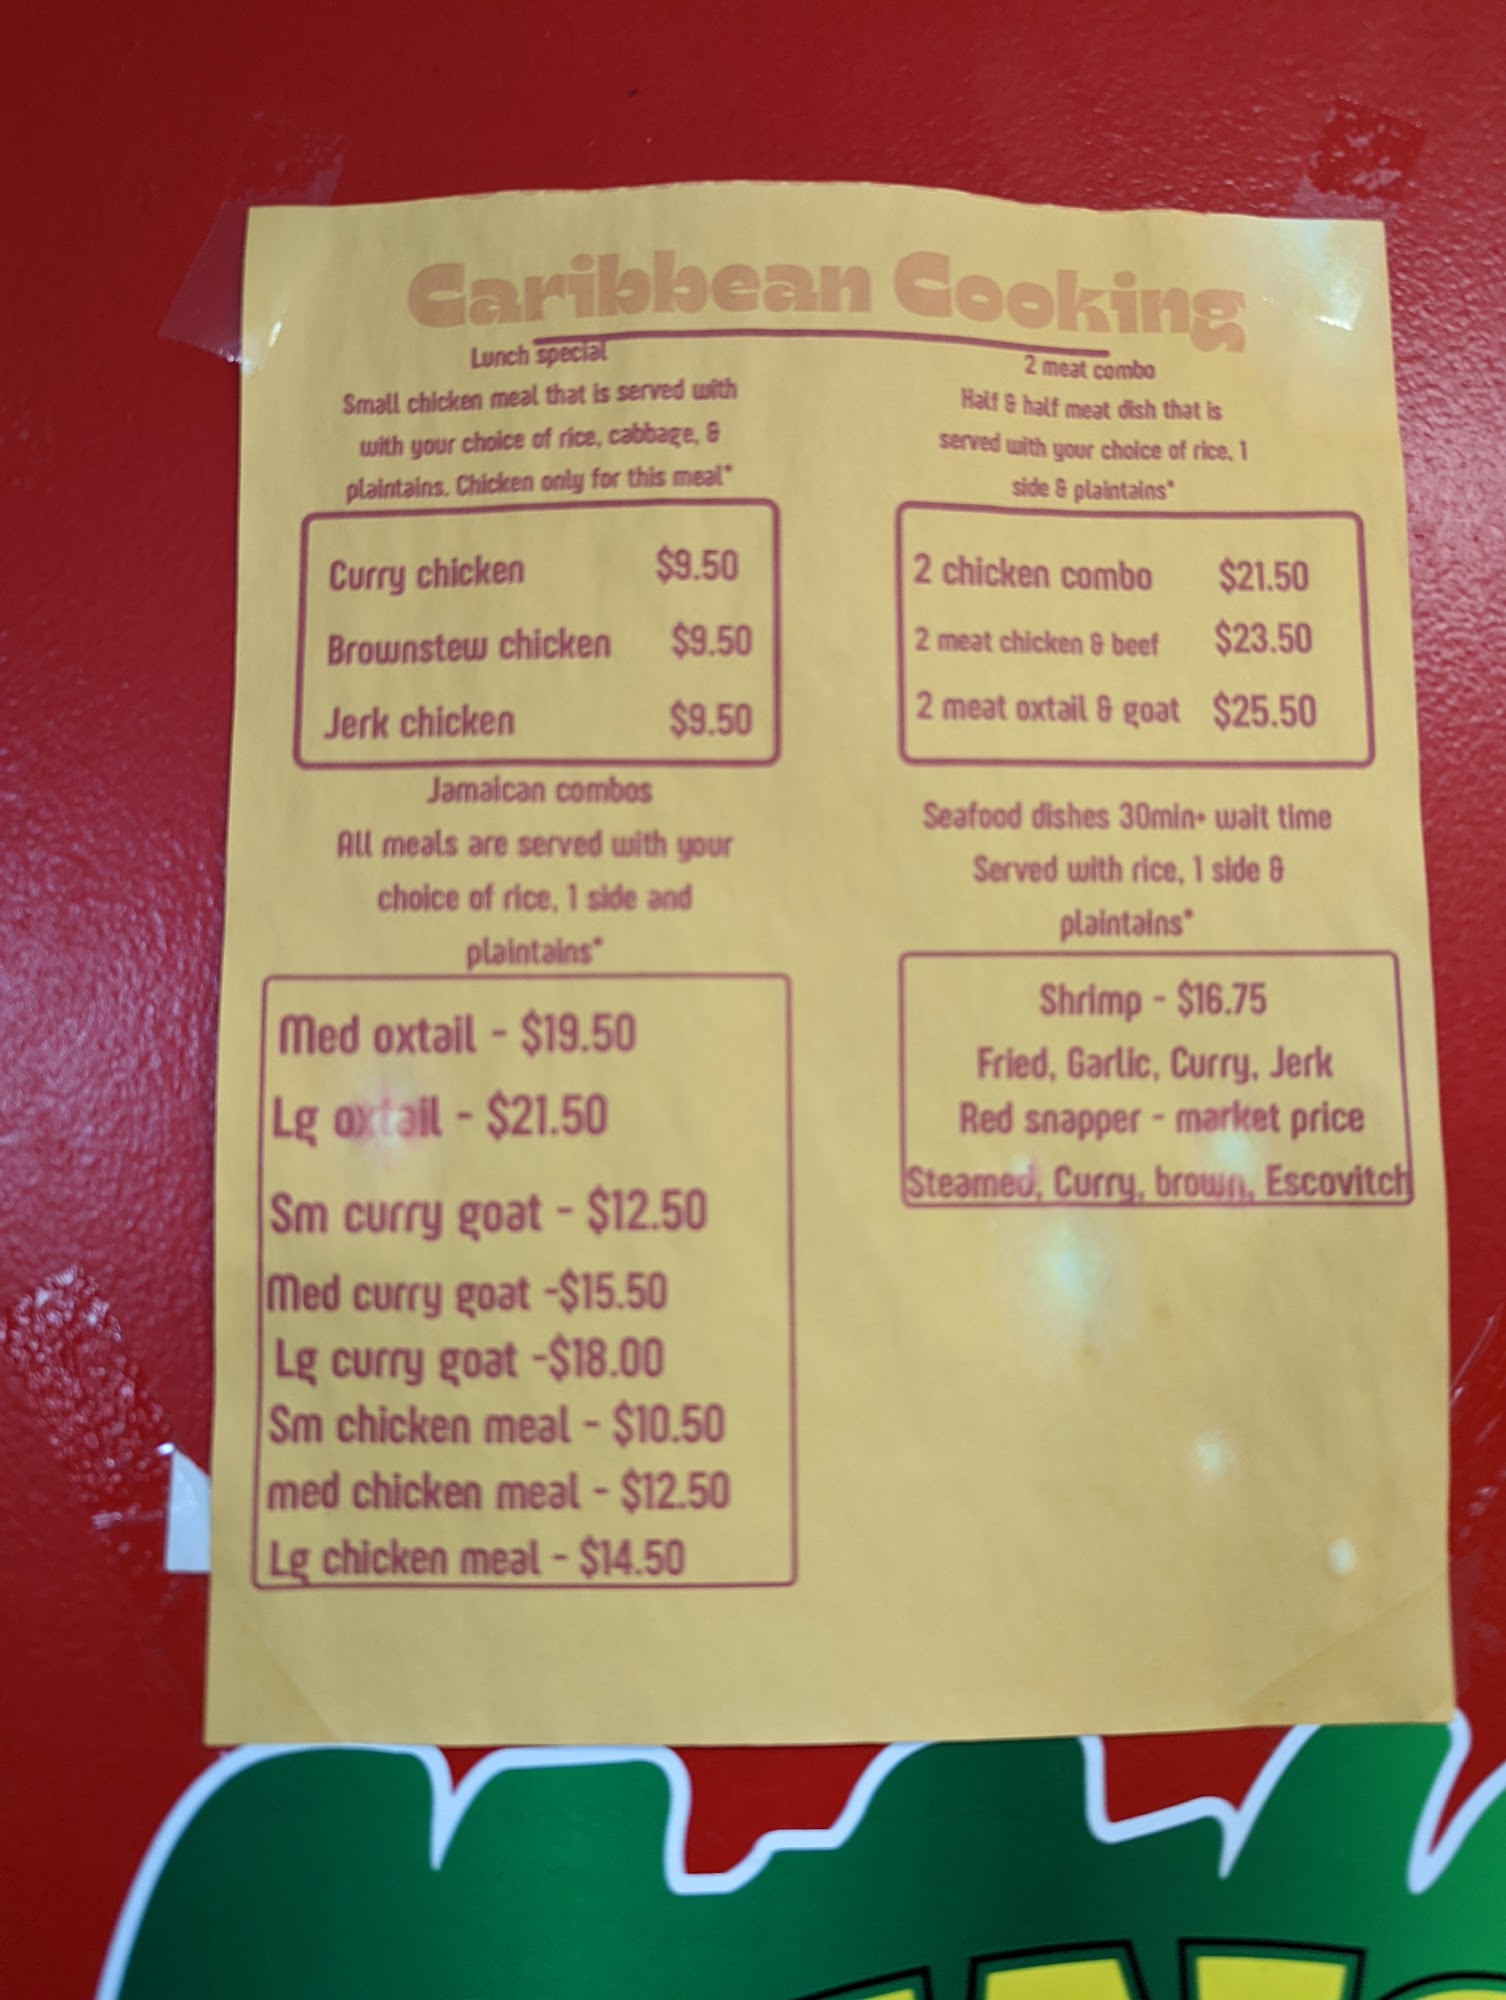 Caribbean Cooking
Lunch special
Small chicken meal that is served with
with your choice of rice, cabbage, &
plaintains. Chicken only for this meal*
Curry chicken $9.50
Brownstew chicken $9.50
Jerk chicken $9.50
Jamaican combos
All meals are served with your
choice of rice, 1 side and
plaintains*
Med oxtail - $19.50
Lg oxtail - $21.50
Sm curry goat - $12.50
Med curry goat -$15.50
Lg curry goat -$18.00
Sm chicken meal - $10.50
med chicken meal - $12.50
Lg chicken meal - $14.50
2 meat combo
Half & half meat dish that is
served with your choice of rice, 1
side & plaintains*
2 chicken combo $21.50
2 meat chicken & beef $23.50
2 meat oxtail & goat $25.50
Seafood dishes 30min+ wait time
Served with rice, 1 side &
plaintains*
Shrimp - $16.75
Fried, Garlic, Curry, Jerk
Red snapper - market price
Steamed, Curry, brown, Escovitch